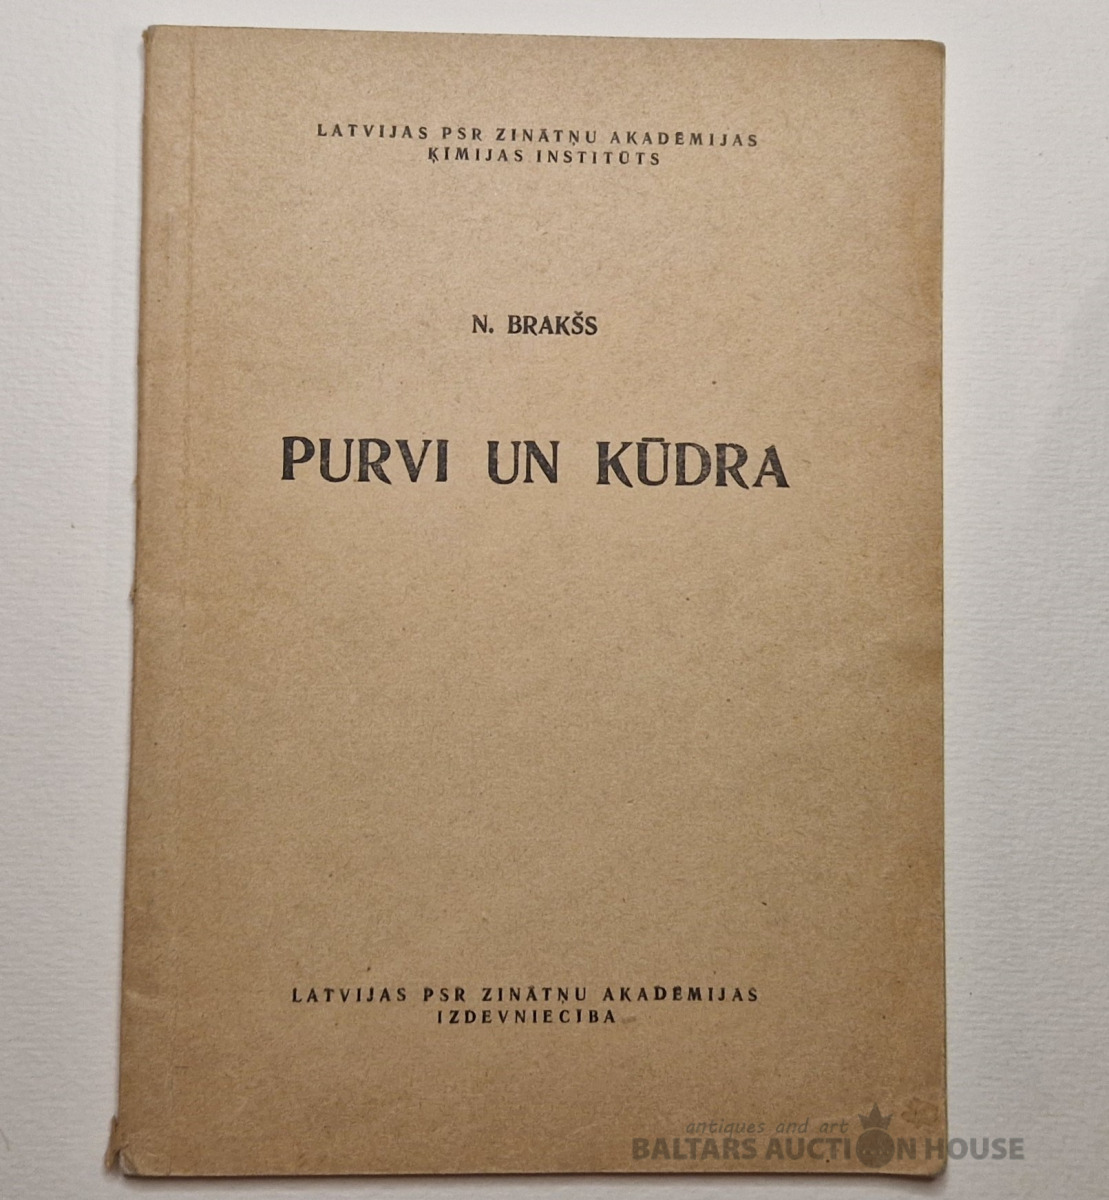 LATVIJAS PSR ZINĀTŅU AKADĒMIJAS
ĶĪMIJAS INSTITŪTS
N. BRAKŠS
PURVI UN KŪDRA
LATVIJAS PSR ZINĀTŅU AKADĒMIJAS
IZDEVNIECĪBA
antiques and art
BALTARS AUCTION HOUSE